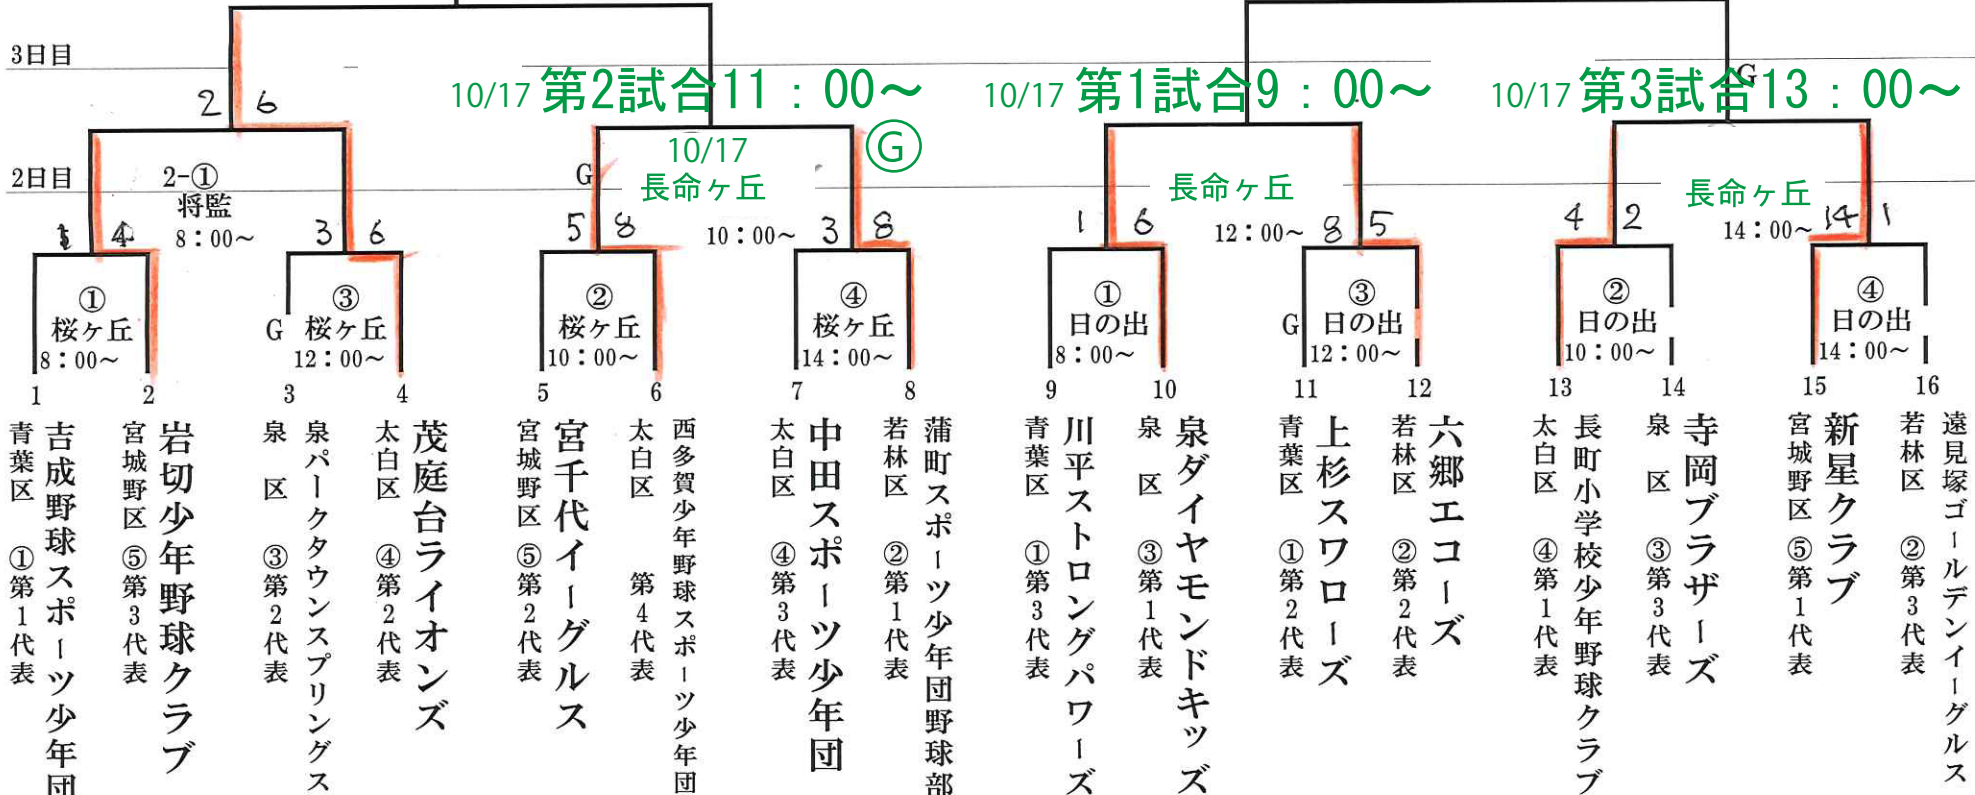 3日目
2 6
10/17 第2試合11：00～
10/17 第1試合9：00～
10/17 第3試合13：00～
G
2日目
2-①
将監
8：00～
G
10/17
長命ヶ丘
Ⓖ
10：00～
長命ヶ丘
12：00～
長命ヶ丘
14：00～
1 4
3 6
5 8
3 8
1 6
8 5
4 2
14 1
①
桜ヶ丘
8：00～
③
G 桜ヶ丘
12：00～
②
桜ヶ丘
10：00～
④
桜ヶ丘
14：00～
①
日の出
8：00～
③
G 日の出
12：00～
②
日の出
10：00～
④
日の出
14：00～
1 2 3 4 5 6 7 8 9 10 11 12 13 14 15 16
青葉区 ①第1代表
吉成野球スポーツ少年団
宮城野区 ⑤第3代表
岩切少年野球クラブ
泉 区 ③第2代表
泉パークタウンスプリングス
太白区 ④第2代表
茂庭台ライオンズ
宮城野区 ⑤第2代表
宮千代イーグルス
太白区 第4代表
西多賀少年野球スポーツ少年団
太白区 ④第3代表
中田スポーツ少年団
若林区 ②第1代表
蒲町スポーツ少年団野球部
青葉区 ①第3代表
川平ストロングパワーズ
泉 区 ③第1代表
泉ダイヤモンドキッズ
青葉区 ①第2代表
上杉スワローズ
若林区 ②第2代表
六郷エコーズ
太白区 ④第1代表
長町小学校少年野球クラブ
泉 区 ③第3代表
寺岡ブラザーズ
宮城野区 ⑤第1代表
新星クラブ
若林区 ②第3代表
遠見塚ゴールデンイーグルス